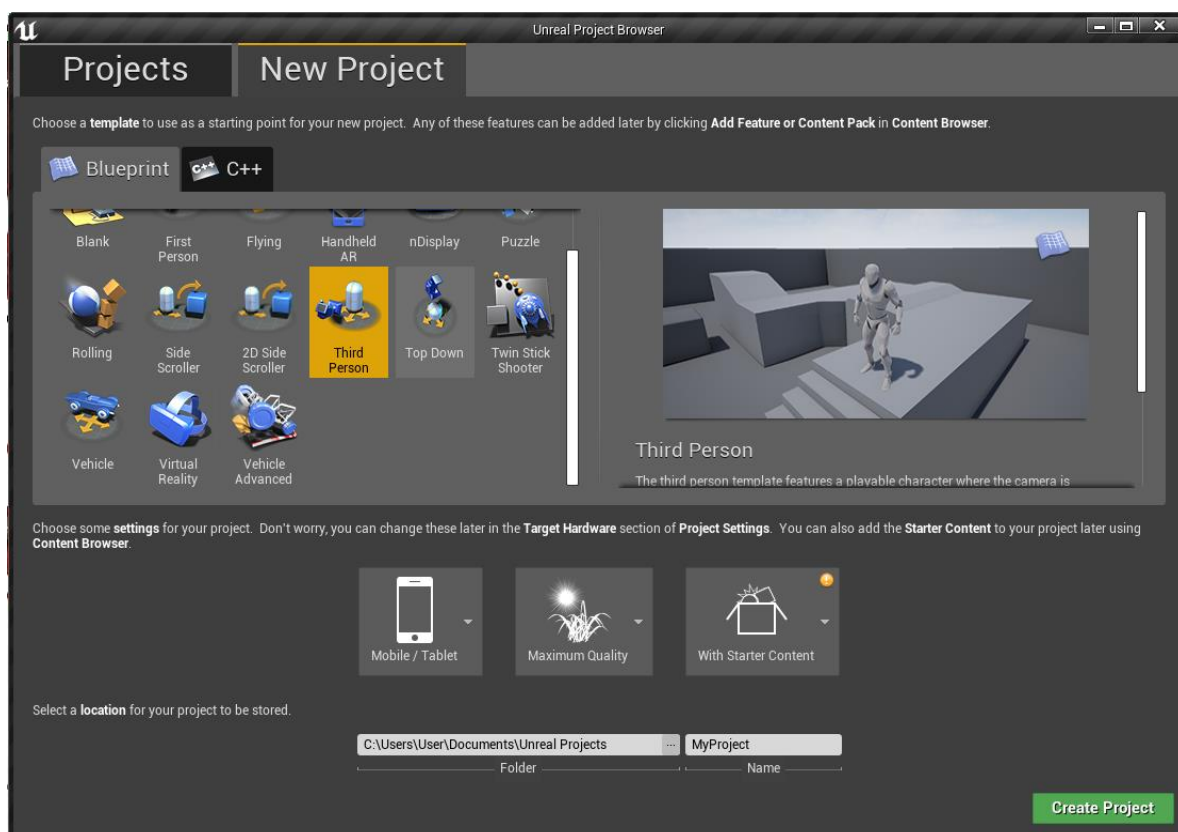 Unreal Project Browser
Projects
New Project
Choose a template to use as a starting point for your new project. Any of these features can be added later by clicking Add Feature or Content Pack in Content Browser.
Blueprint
C++
C++
Blank
First
Person
Flying
Handheld
AR
nDisplay
Puzzle
Rolling
Side
Scroller
2D Side
Scroller
Third
Person
Top Down
Twin Stick
Shooter
Vehicle
Virtual
Reality
Vehicle
Advanced
Third Person
The third person template features a playable character where the camera is
Choose some settings for your project. Don't worry, you can change these later in the Target Hardware section of Project Settings. You can also add the Starter Content to your project later using
Content Browser.
Mobile / Tablet
Maximum Quality
With Starter Content
Select a location for your project to be stored.
C:\Users\User\Documents\Unreal Projects
...
MyProject
Folder
Name
Create Project